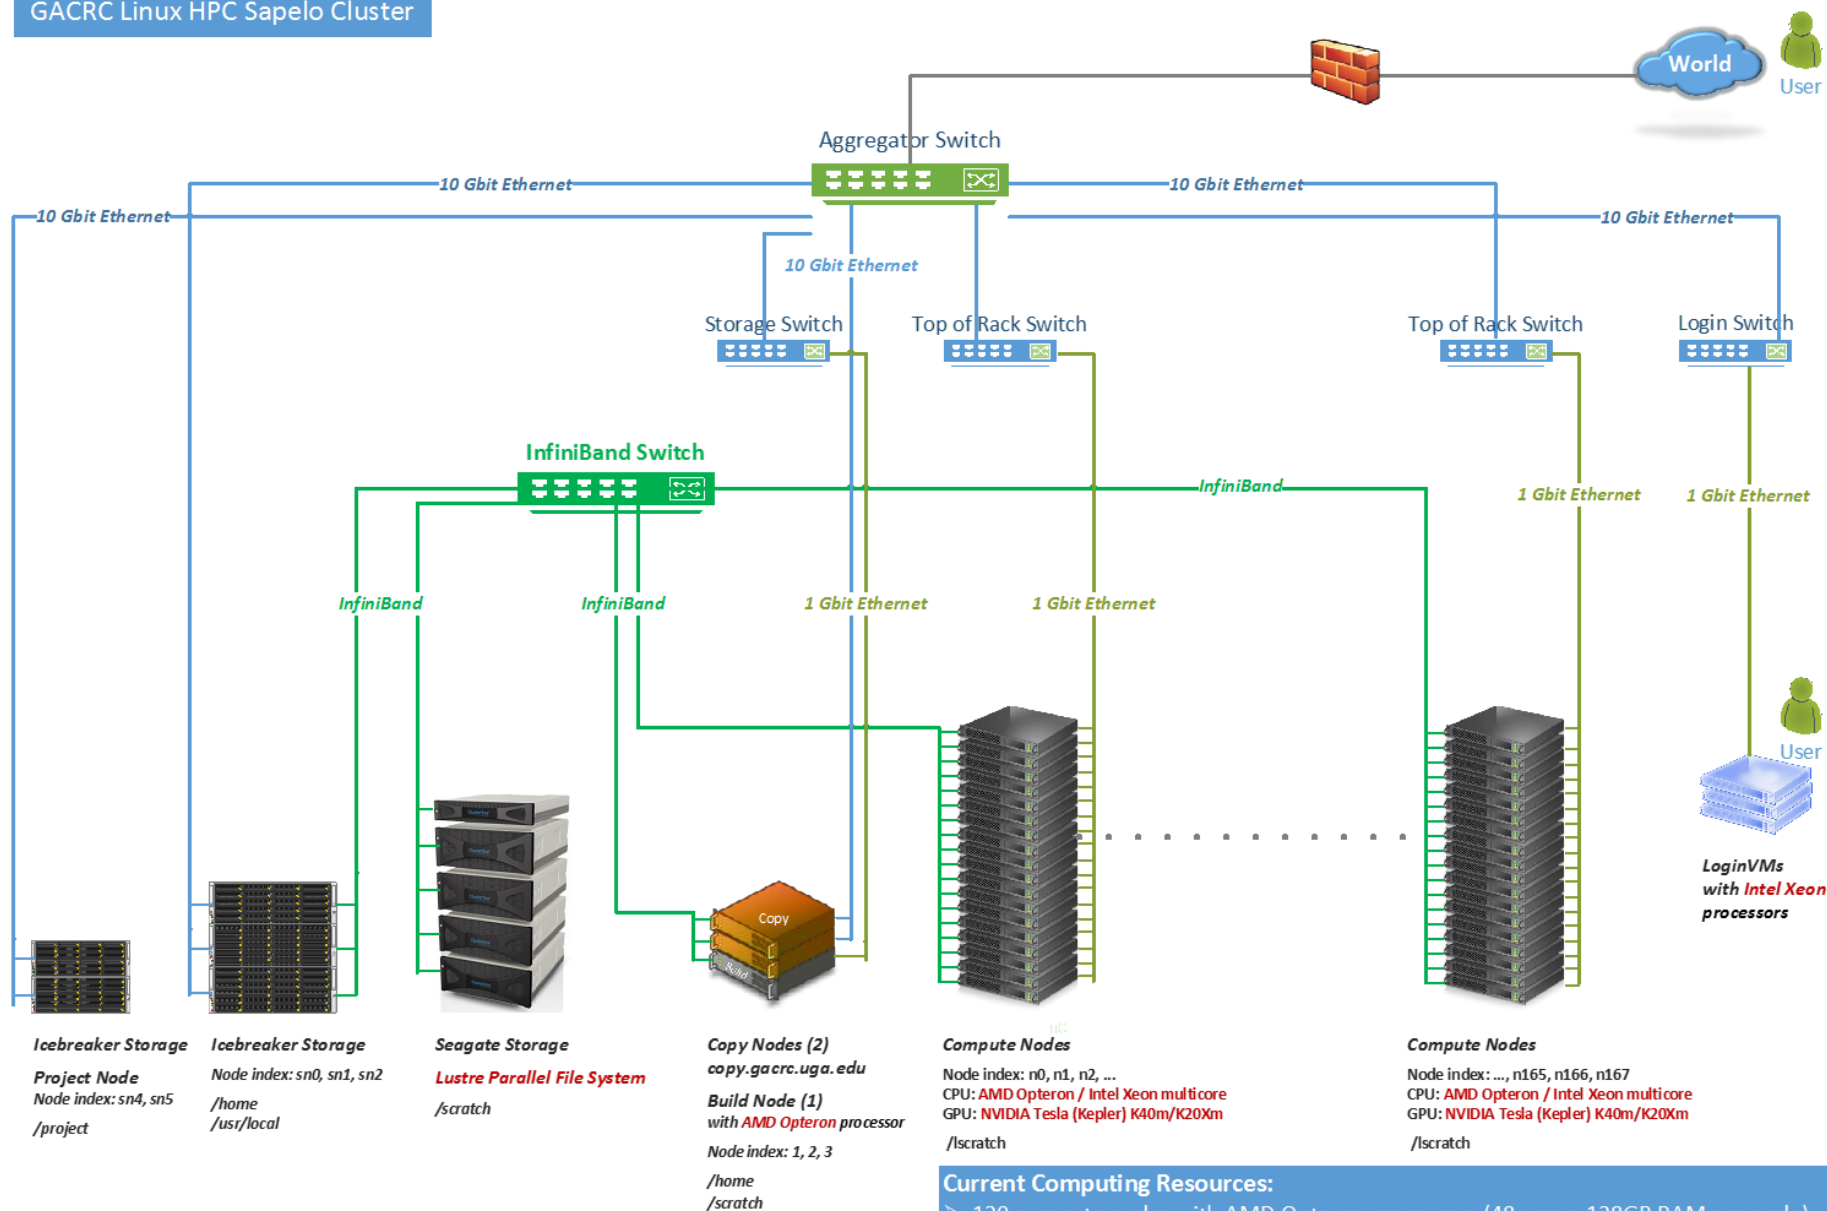 GACRC Linux HPC Sapelo Cluster
World
User
Aggregator Switch
10 Gbit Ethernet
10 Gbit Ethernet
10 Gbit Ethernet
10 Gbit Ethernet
10 Gbit Ethernet
Storage Switch
Top of Rack Switch
Top of Rack Switch
Login Switch
InfiniBand Switch
InfiniBand
1 Gbit Ethernet
1 Gbit Ethernet
InfiniBand
InfiniBand
1 Gbit Ethernet
1 Gbit Ethernet
User
Copy
Build
LoginVMs
with Intel Xeon
processors
Icebreaker Storage
Project Node
Node index: sn4, sn5
/project
Icebreaker Storage
Node index: sn0, sn1, sn2
/home
/usr/local
Seagate Storage
Lustre Parallel File System
/scratch
Copy Nodes (2)
copy.gacrc.uga.edu
Build Node (1)
with AMD Opteron processor
Node index: 1, 2, 3
/home
/scratch
Compute Nodes
Node index: n0, n1, n2, ...
CPU: AMD Opteron / Intel Xeon multicore
GPU: NVIDIA Tesla (Kepler) K40m/K20Xm
/lscratch
Compute Nodes
Node index: ..., n165, n166, n167
CPU: AMD Opteron / Intel Xeon multicore
GPU: NVIDIA Tesla (Kepler) K40m/K20Xm
/lscratch
Current Computing Resources: